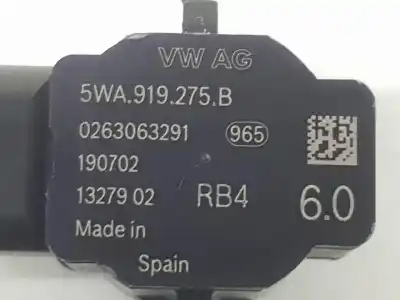 VW AG
5WA.919.275.B
0263063291 965
190702
13279 02 RB4 6.0
Made in
Spain